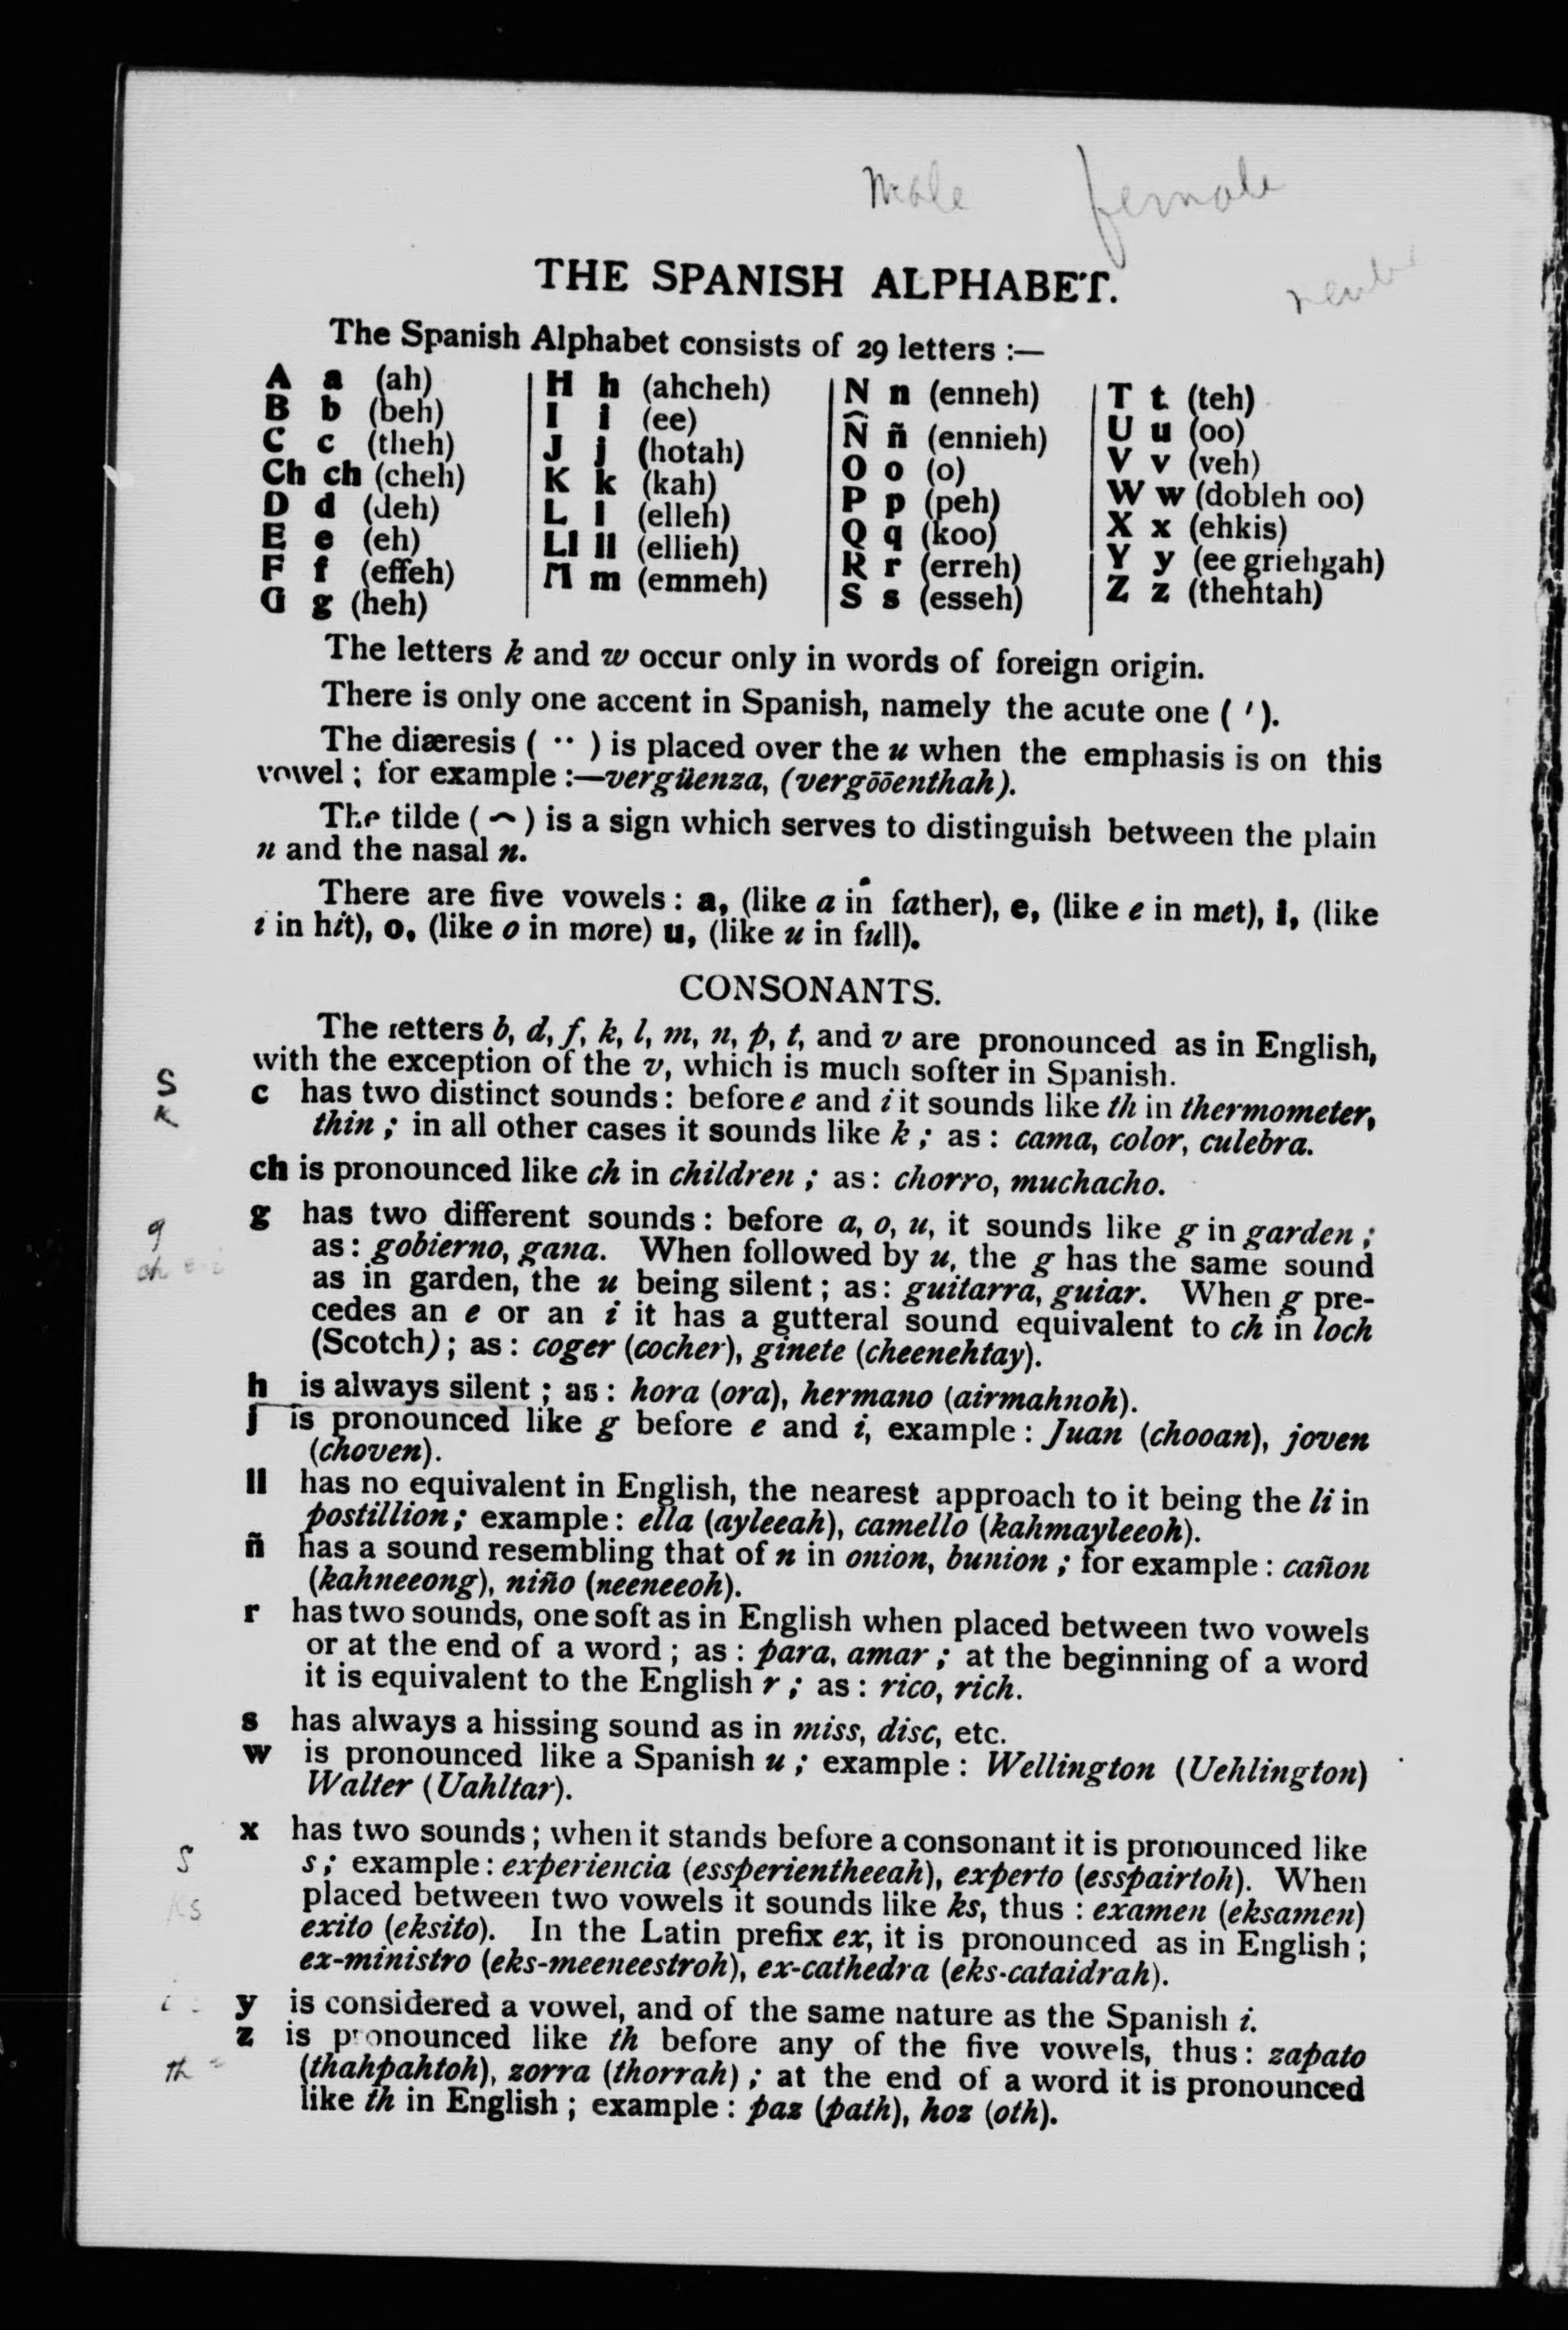 Male female
THE SPANISH ALPHABET.
The Spanish Alphabet consists of 29 letters :—
A a (ah)
B b (beh)
C c (theh)
Ch ch (cheh)
D d (deh)
E e (eh)
F f (effeh)
G g (heh)
H h (ahcheh)
I i (ee)
J j (hotah)
K k (kah)
L l (elleh)
Ll ll (ellieh)
M m (emmeh)
N n (enneh)
Ñ ñ (ennieh)
O o (o)
P p (peh)
Q q (koo)
R r (erreh)
S s (esseh)
T t (teh)
U u (oo)
V v (veh)
W w (dobleh oo)
X x (ehkis)
Y y (ee griehgah)
Z z (thehtah)
The letters k and w occur only in words of foreign origin.
There is only one accent in Spanish, namely the acute one ( ′ ).
The diæresis ( ·· ) is placed over the u when the emphasis is on this
vowel ; for example :—vergüenza, (vergōōenthah).
The tilde ( ~ ) is a sign which serves to distinguish between the plain
n and the nasal n.
There are five vowels : a, (like a in father), e, (like e in met), i, (like
i in hit), o, (like o in more) u, (like u in full).
CONSONANTS.
The letters b, d, f, k, l, m, n, p, t, and v are pronounced as in English,
with the exception of the v, which is much softer in Spanish.
S
c has two distinct sounds : before e and i it sounds like th in thermometer,
K
thin ; in all other cases it sounds like k ; as : cama, color, culebra.
ch is pronounced like ch in children ; as : chorro, muchacho.
g has two different sounds : before a, o, u, it sounds like g in garden ;
g
as : gobierno, gana. When followed by u, the g has the same sound
ch e i
as in garden, the u being silent ; as : guitarra, guiar. When g pre-
cedes an e or an i it has a gutteral sound equivalent to ch in loch
(Scotch) ; as : coger (cocher), ginete (cheenehtay).
h is always silent ; as : hora (ora), hermano (airmahnoh).
j is pronounced like g before e and i, example : Juan (chooan), joven
(choven).
ll has no equivalent in English, the nearest approach to it being the li in
postillion ; example : ella (ayleeah), camello (kahmayleeoh).
ñ has a sound resembling that of n in onion, bunion ; for example : cañon
(kahneeong), niño (neeneeoh).
r has two sounds, one soft as in English when placed between two vowels
or at the end of a word ; as : para, amar ; at the beginning of a word
it is equivalent to the English r ; as : rico, rich.
s has always a hissing sound as in miss, disc, etc.
w is pronounced like a Spanish u ; example : Wellington (Uehlington)
Walter (Uahltar).
x has two sounds ; when it stands before a consonant it is pronounced like
S
s ; example : experiencia (essperientheeah), experto (esspairtoh). When
placed between two vowels it sounds like ks, thus : examen (eksamen)
Ks
exito (eksito). In the Latin prefix ex, it is pronounced as in English ;
ex-ministro (eks-meeneestroh), ex-cathedra (eks-cataidrah).
i
y is considered a vowel, and of the same nature as the Spanish i.
z is pronounced like th before any of the five vowels, thus : zapato
th =
(thahpahtoh), zorra (thorrah) ; at the end of a word it is pronounced
like th in English ; example : paz (path), hoz (oth).